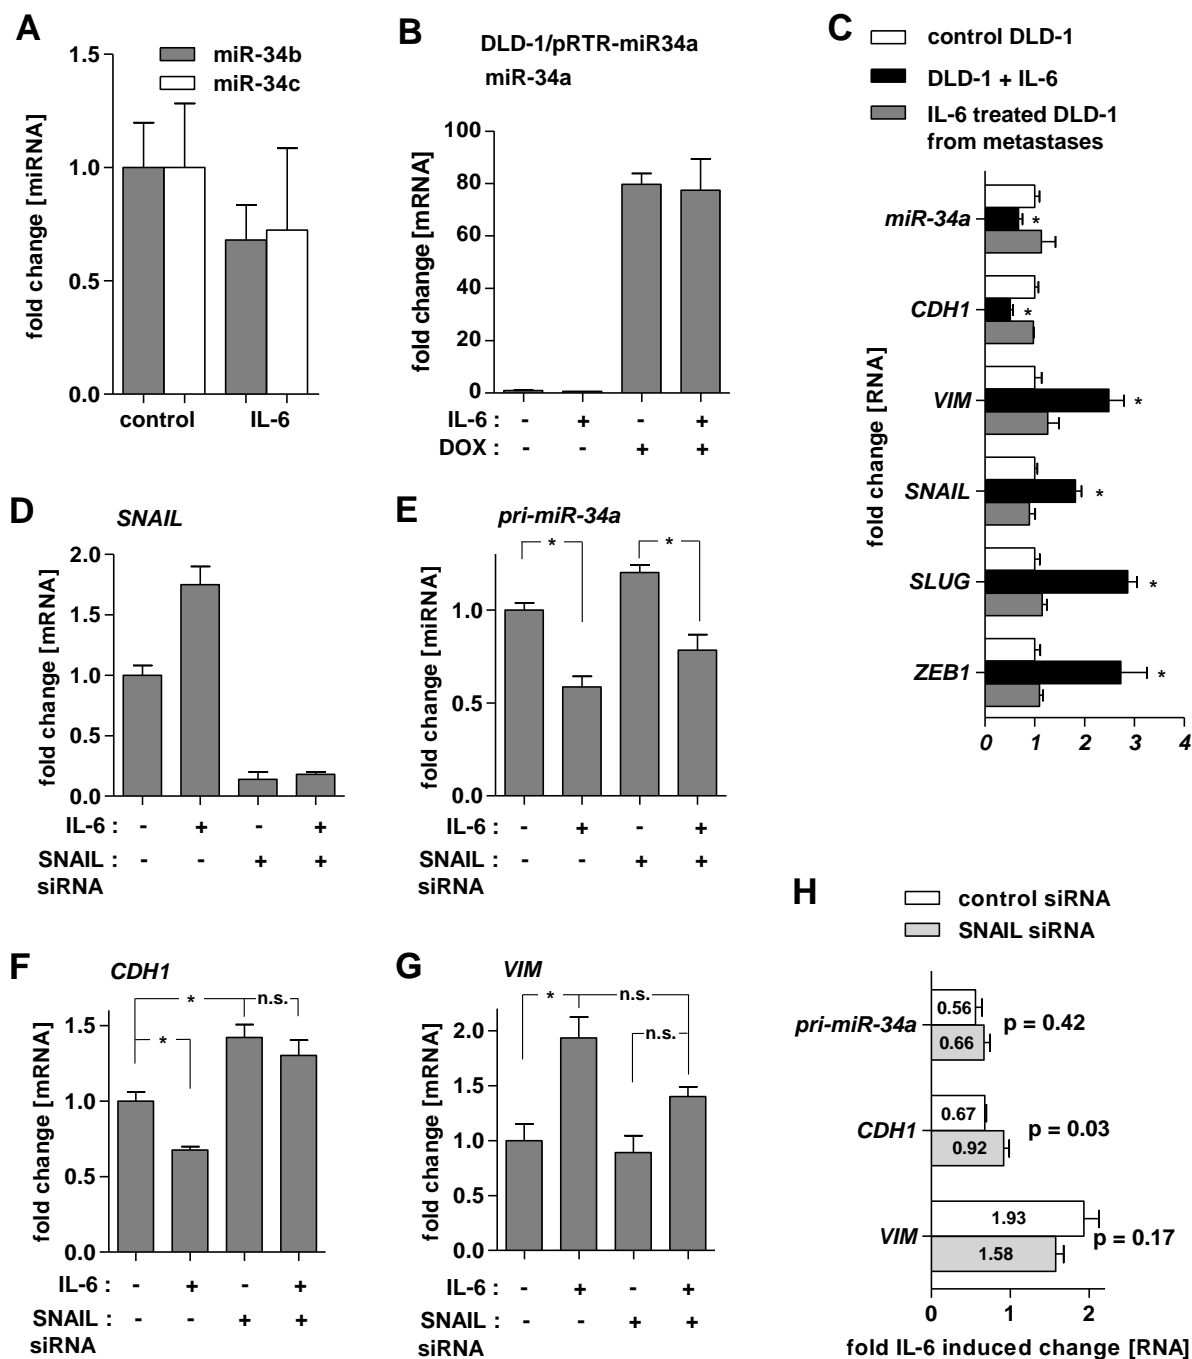 A
miR-34b
miR-34c
fold change [miRNA]
1.5
1.0
0.5
0.0
control IL-6
B
DLD-1/pRTR-miR34a
miR-34a
fold change [mRNA]
100
80
60
40
20
0
IL-6 : - + - +
DOX : - - + +
C
control DLD-1
DLD-1 + IL-6
IL-6 treated DLD-1
from metastases
fold change [RNA]
miR-34a *
CDH1 *
VIM *
SNAIL *
SLUG *
ZEB1 *
0 1 2 3 4
D
SNAIL
fold change [mRNA]
2.0
1.5
1.0
0.5
0.0
IL-6 : - + - +
SNAIL : - - + +
siRNA
E
pri-miR-34a
* *
fold change [miRNA]
1.0
0.5
0.0
IL-6 : - + - +
SNAIL : - - + +
siRNA
F
CDH1
* n.s.
*
fold change [mRNA]
1.5
1.0
0.5
0.0
IL-6 : - + - +
SNAIL : - - + +
siRNA
G
VIM
* n.s.
n.s.
fold change [mRNA]
2.0
1.5
1.0
0.5
0.0
IL-6 : - + - +
SNAIL : - - + +
siRNA
H
control siRNA
SNAIL siRNA
pri-miR-34a 0.56 0.66 p = 0.42
CDH1 0.67 0.92 p = 0.03
VIM 1.93 1.58 p = 0.17
0 1 2
fold IL-6 induced change [RNA]